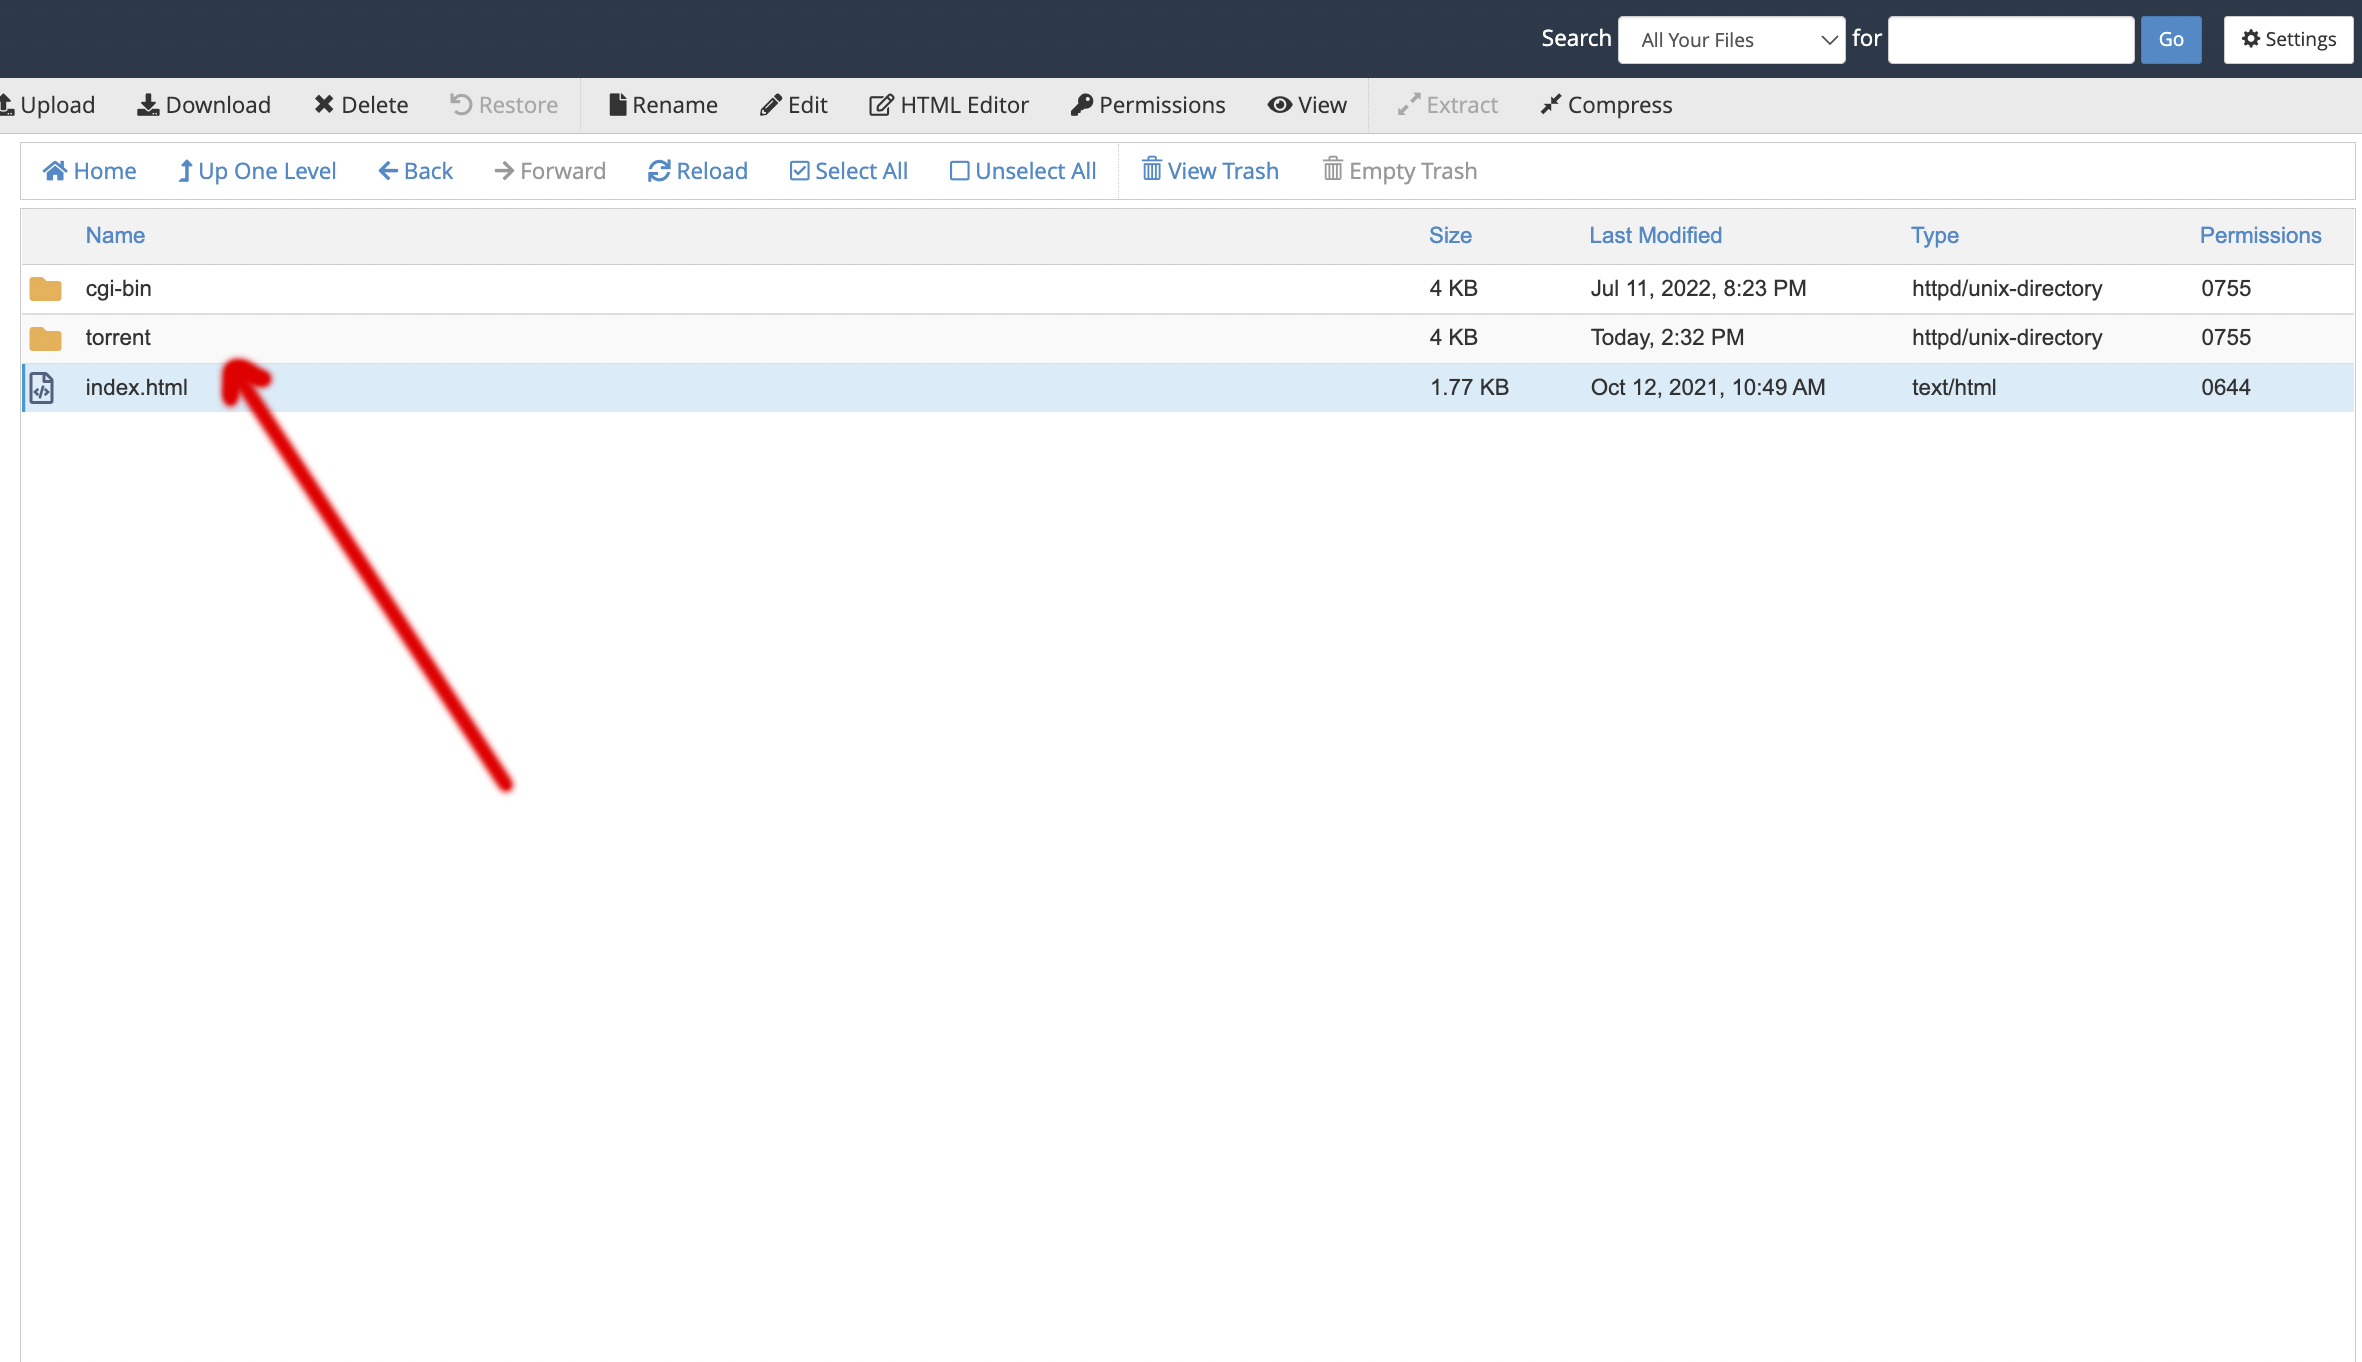 Search All Your Files for Go Settings
Upload Download Delete Restore Rename Edit HTML Editor Permissions View Extract Compress
Home Up One Level Back Forward Reload Select All Unselect All View Trash Empty Trash
Name Size Last Modified Type Permissions
cgi-bin 4 KB Jul 11, 2022, 8:23 PM httpd/unix-directory 0755
torrent 4 KB Today, 2:32 PM httpd/unix-directory 0755
index.html 1.77 KB Oct 12, 2021, 10:49 AM text/html 0644